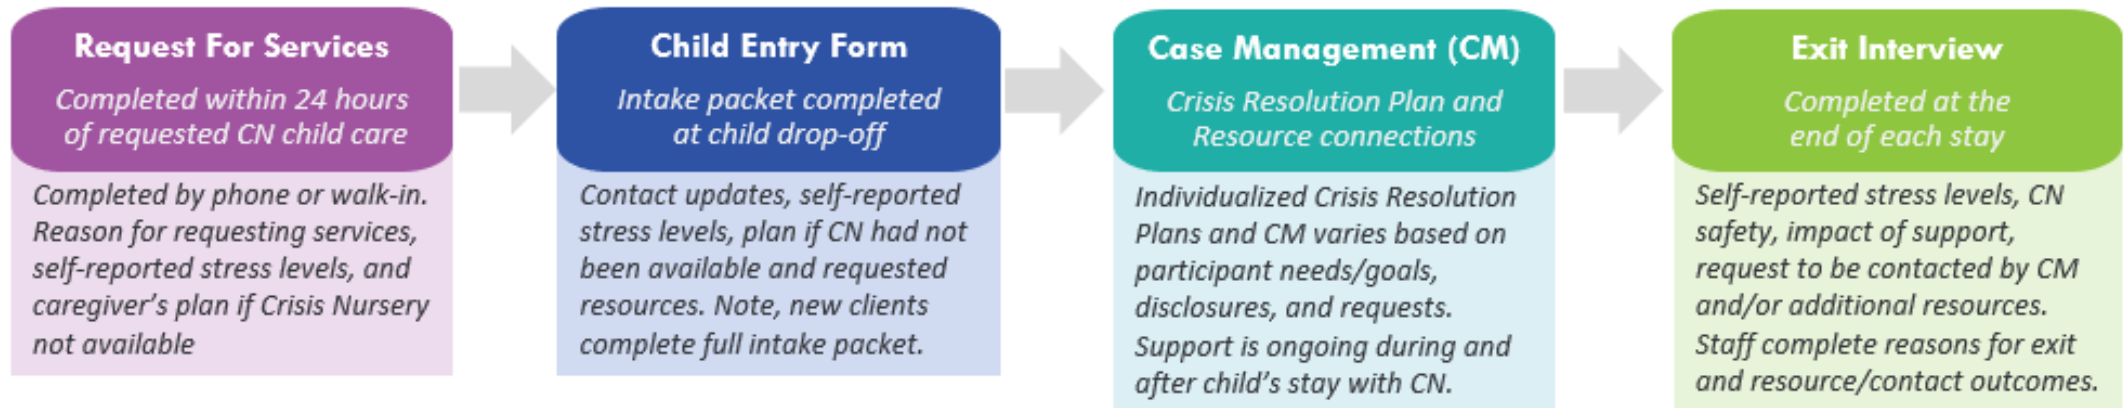 Request For Services
Completed within 24 hours
of requested CN child care
Completed by phone or walk-in.
Reason for requesting services,
self-reported stress levels, and
caregiver's plan if Crisis Nursery
not available
Child Entry Form
Intake packet completed
at child drop-off
Contact updates, self-reported
stress levels, plan if CN had not
been available and requested
resources. Note, new clients
complete full intake packet.
Case Management (CM)
Crisis Resolution Plan and
Resource connections
Individualized Crisis Resolution
Plans and CM varies based on
participant needs/goals,
disclosures, and requests.
Support is ongoing during and
after child's stay with CN.
Exit Interview
Completed at the
end of each stay
Self-reported stress levels, CN
safety, impact of support,
request to be contacted by CM
and/or additional resources.
Staff complete reasons for exit
and resource/contact outcomes.